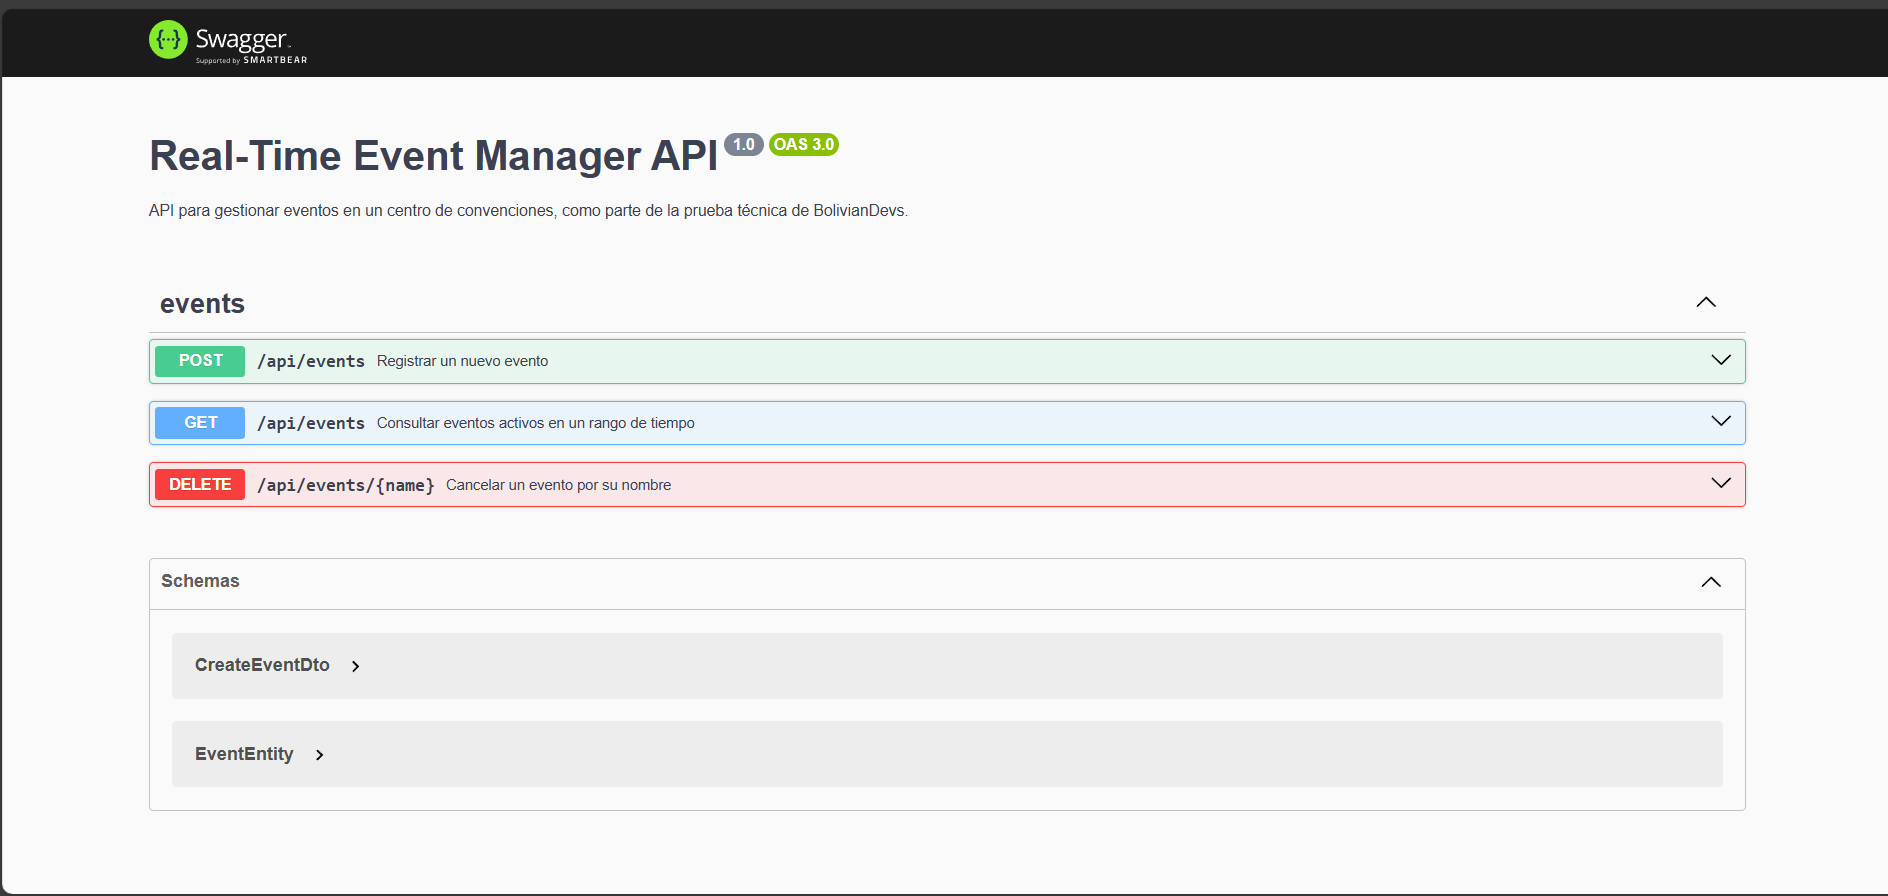 {···} Swagger
Supported by SMARTBEAR
Real-Time Event Manager API 1.0 OAS 3.0
API para gestionar eventos en un centro de convenciones, como parte de la prueba técnica de BolivianDevs.
events
POST /api/events Registrar un nuevo evento
GET /api/events Consultar eventos activos en un rango de tiempo
DELETE /api/events/{name} Cancelar un evento por su nombre
Schemas
CreateEventDto
EventEntity